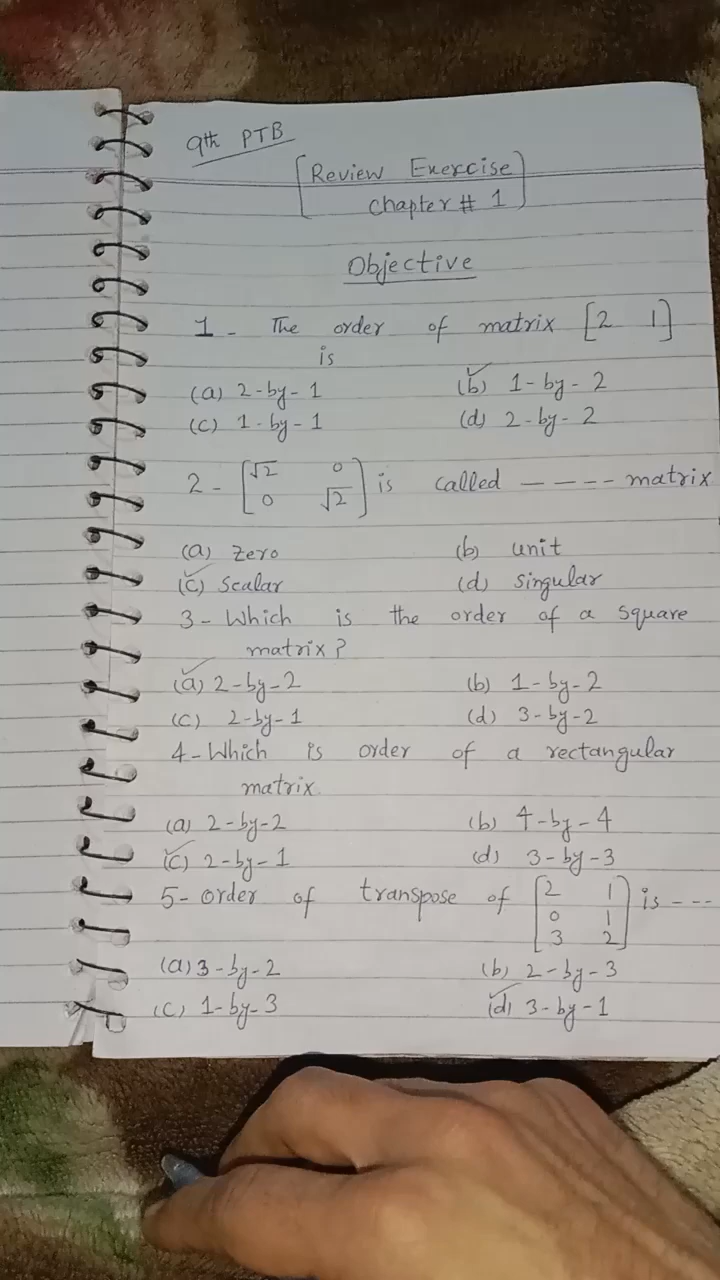 9th PTB
Review Exercise
Chapter # 1
Objective
1- The order of matrix [2 1]
is
(a) 2-by-1 (b) 1-by-2
(c) 1-by-1 (d) 2-by-2
2- [√2 0
0 √2] is called ---- matrix
(a) Zero (b) unit
(c) Scalar (d) singular
3- Which is the order of a square
matrix?
(a) 2-by-2 (b) 1-by-2
(c) 2-by-1 (d) 3-by-2
4- Which is order of a rectangular
matrix.
(a) 2-by-2 (b) 4-by-4
(c) 2-by-1 (d) 3-by-3
5- order of transpose of [2 1
0 1
3 2] is ---
(a) 3-by-2 (b) 2-by-3
(c) 1-by-3 (d) 3-by-1